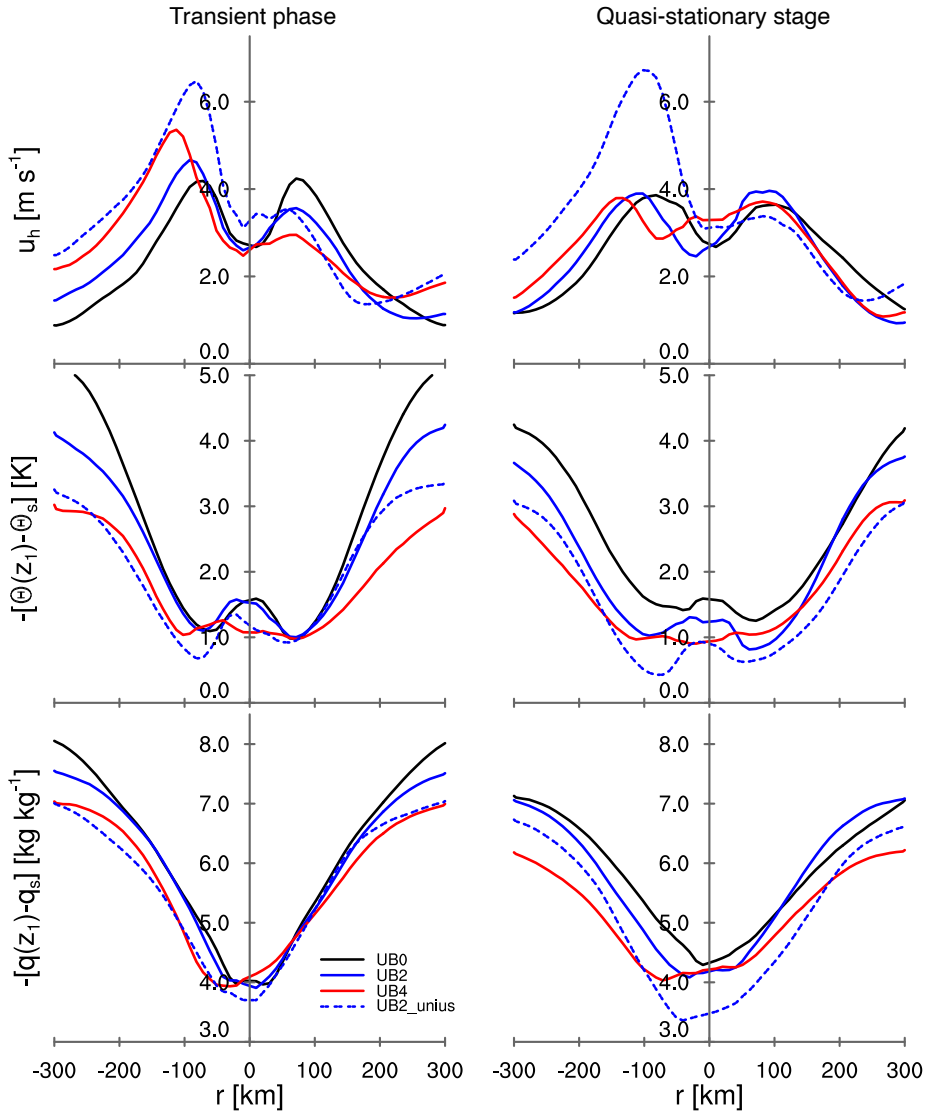 Transient phase
Quasi-stationary stage
u_h [m s⁻¹]
6.0
4.0
2.0
0.0
6.0
4.0
2.0
0.0
-[Θ(z₁)-Θₛ] [K]
5.0
4.0
3.0
2.0
1.0
0.0
5.0
4.0
3.0
2.0
1.0
0.0
-[q(z₁)-qₛ] [kg kg⁻¹]
8.0
7.0
6.0
5.0
4.0
3.0
8.0
7.0
6.0
5.0
4.0
3.0
UB0
UB2
UB4
UB2_unius
-300 -200 -100 0 100 200 300
-300 -200 -100 0 100 200 300
r [km]
r [km]